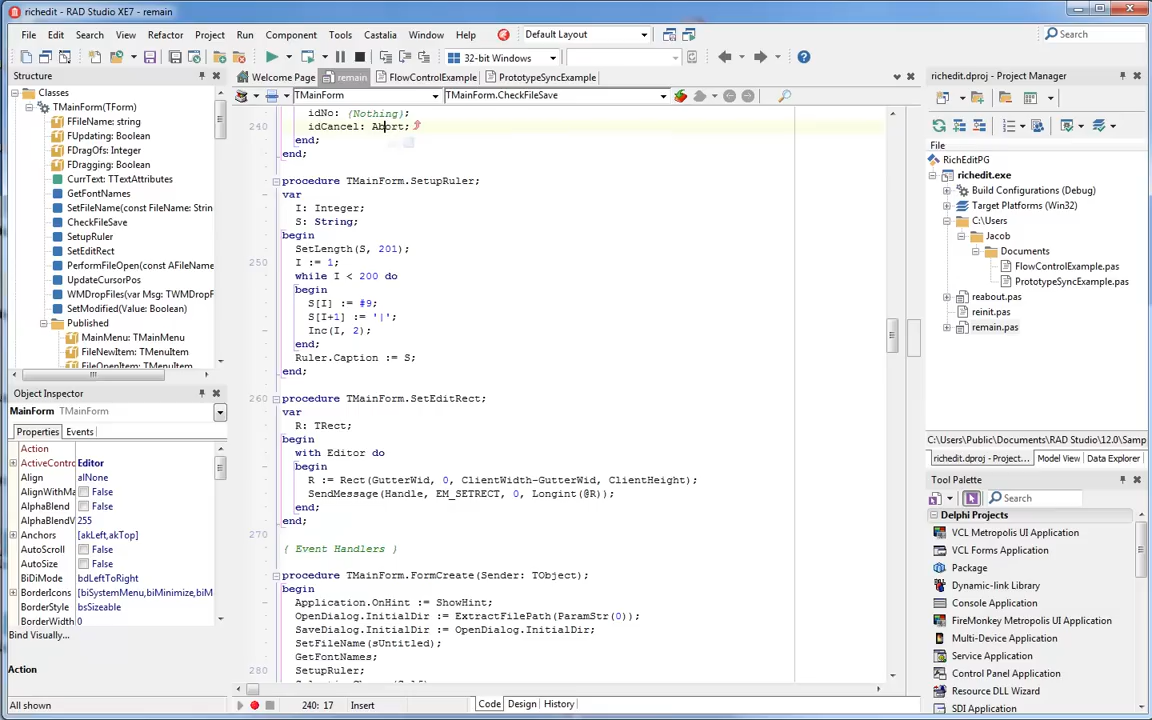 richedit - RAD Studio XE7 - remain
File Edit Search View Refactor Project Run Component Tools Castalia Window Help Default Layout Search
32-bit Windows
Structure
Classes
TMainForm(TForm)
FFileName: string
FUpdating: Boolean
FDragOfs: Integer
FDragging: Boolean
CurrText: TTextAttributes
GetFontNames
SetFileName(const FileName: Strin
CheckFileSave
SetupRuler
SetEditRect
PerformFileOpen(const AFileName
UpdateCursorPos
WMDropFiles(var Msg: TWMDropF
SetModified(Value: Boolean)
Published
MainMenu: TMainMenu
FileNewItem: TMenuItem
FileOpenItem: TMenuItem
Object Inspector
MainForm TMainForm
Properties Events
Action
ActiveContro Editor
Align alNone
AlignWithMa False
AlphaBlend False
AlphaBlendV 255
Anchors [akLeft,akTop]
AutoScroll False
AutoSize False
BiDiMode bdLeftToRight
BorderIcons [biSystemMenu,biMinimize,biM
BorderStyle bsSizeable
BorderWidth 0
Bind Visually...
Action
All shown
Welcome Page remain FlowControlExample PrototypeSyncExample
TMainForm TMainForm.CheckFileSave
idNo: {Nothing};
240 idCancel: Abort;
end;
end;
procedure TMainForm.SetupRuler;
var
I: Integer;
S: String;
begin
SetLength(S, 201);
250 I := 1;
while I < 200 do
begin
S[I] := #9;
S[I+1] := '|';
Inc(I, 2);
end;
Ruler.Caption := S;
end;
260 procedure TMainForm.SetEditRect;
var
R: TRect;
begin
with Editor do
begin
R := Rect(GutterWid, 0, ClientWidth-GutterWid, ClientHeight);
SendMessage(Handle, EM_SETRECT, 0, Longint(@R));
end;
end;
270
{ Event Handlers }
procedure TMainForm.FormCreate(Sender: TObject);
begin
Application.OnHint := ShowHint;
OpenDialog.InitialDir := ExtractFilePath(ParamStr(0));
SaveDialog.InitialDir := OpenDialog.InitialDir;
SetFileName(sUntitled);
GetFontNames;
280 SetupRuler;
240: 17 Insert Code Design History
richedit.dproj - Project Manager
File
RichEditPG
richedit.exe
Build Configurations (Debug)
Target Platforms (Win32)
C:\Users
Jacob
Documents
FlowControlExample.pas
PrototypeSyncExample.pas
reabout.pas
reinit.pas
remain.pas
C:\Users\Public\Documents\RAD Studio\12.0\Samp
richedit.dproj - Project... Model View Data Explorer
Tool Palette
Search
Delphi Projects
VCL Metropolis UI Application
VCL Forms Application
Package
Dynamic-link Library
Console Application
FireMonkey Metropolis UI Application
Multi-Device Application
Service Application
Control Panel Application
Resource DLL Wizard
SDI Application